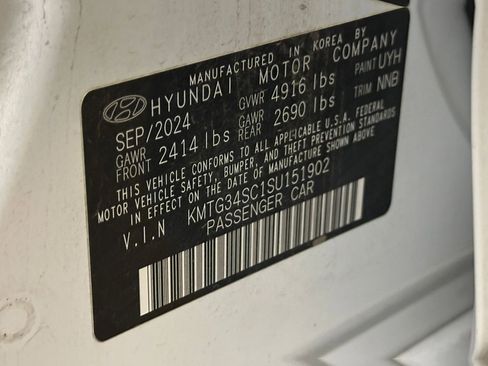 MANUFACTURED IN KOREA BY
HYUNDAI MOTOR COMPANY
SEP/2024 GVWR 4916 lbs PAINT UYH
GAWR FRONT 2414 lbs GAWR REAR 2690 lbs TRIM NNB
THIS VEHICLE CONFORMS TO ALL APPLICABLE U.S.A. FEDERAL
MOTOR VEHICLE SAFETY, BUMPER, AND THEFT PREVENTION STANDARDS
IN EFFECT ON THE DATE OF MANUFACTURE SHOWN ABOVE
V.I.N KMTG34SC1SU151902
PASSENGER CAR